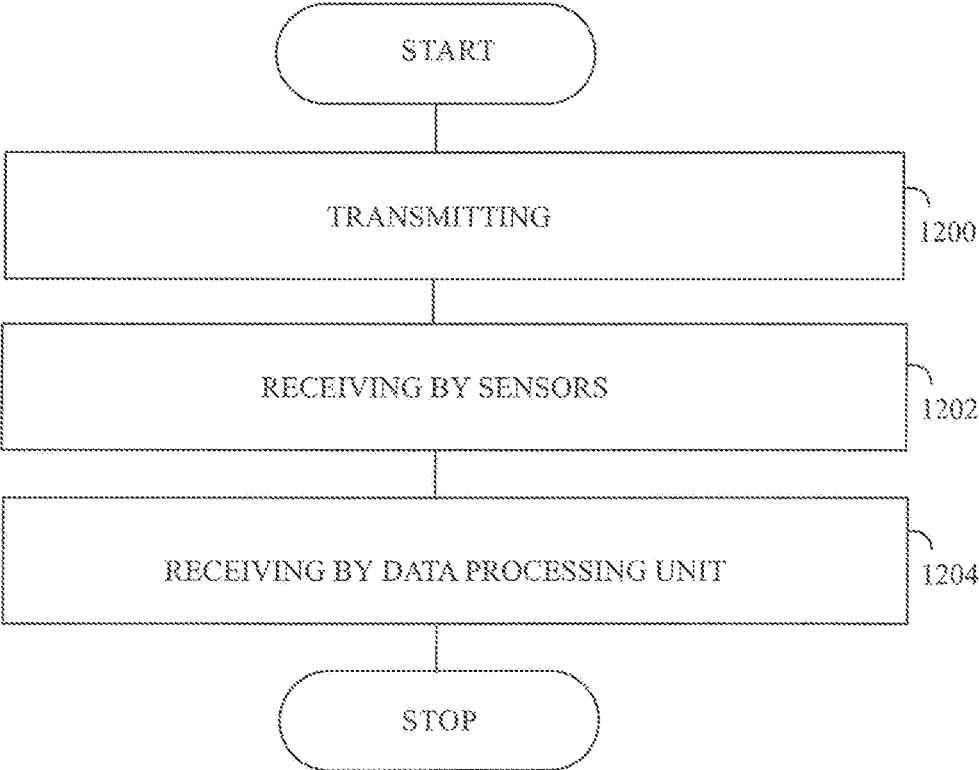 START
TRANSMITTING
1200
RECEIVING BY SENSORS
1202
RECEIVING BY DATA PROCESSING UNIT
1204
STOP